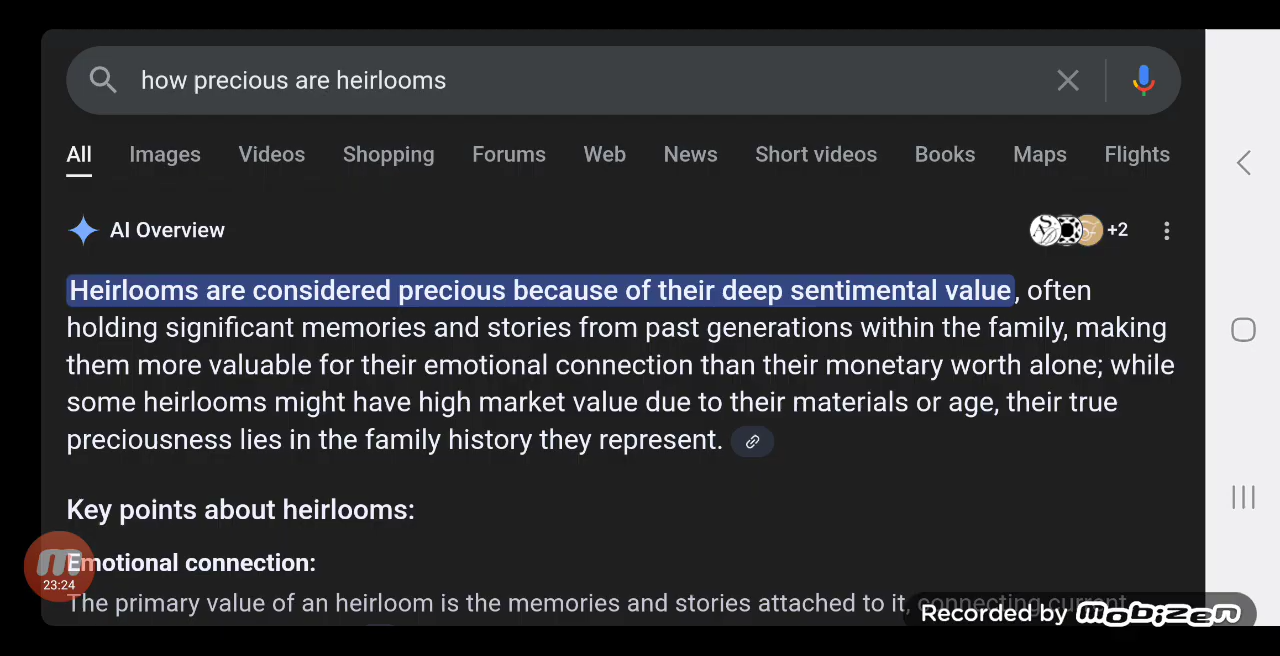 how precious are heirlooms
All Images Videos Shopping Forums Web News Short videos Books Maps Flights
AI Overview
+2
Heirlooms are considered precious because of their deep sentimental value, often
holding significant memories and stories from past generations within the family, making
them more valuable for their emotional connection than their monetary worth alone; while
some heirlooms might have high market value due to their materials or age, their true
preciousness lies in the family history they represent.
Key points about heirlooms:
Emotional connection:
23:24
The primary value of an heirloom is the memories and stories attached to it, connecting current
Recorded by mobizen